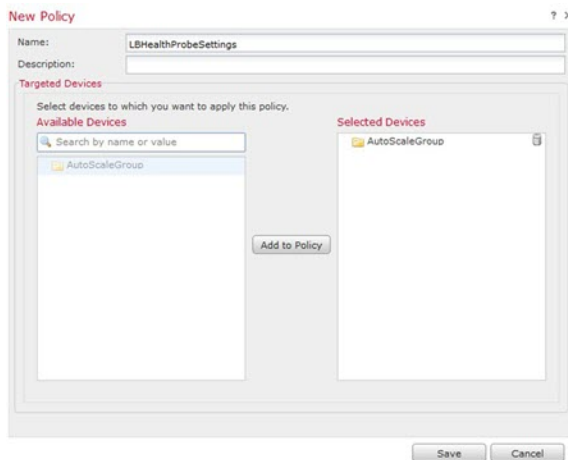 New Policy
?
Name:
LBHealthProbeSettings
Description:
Targeted Devices
Select devices to which you want to apply this policy.
Available Devices
Selected Devices
Search by name or value
AutoScaleGroup
AutoScaleGroup
Add to Policy
Save
Cancel